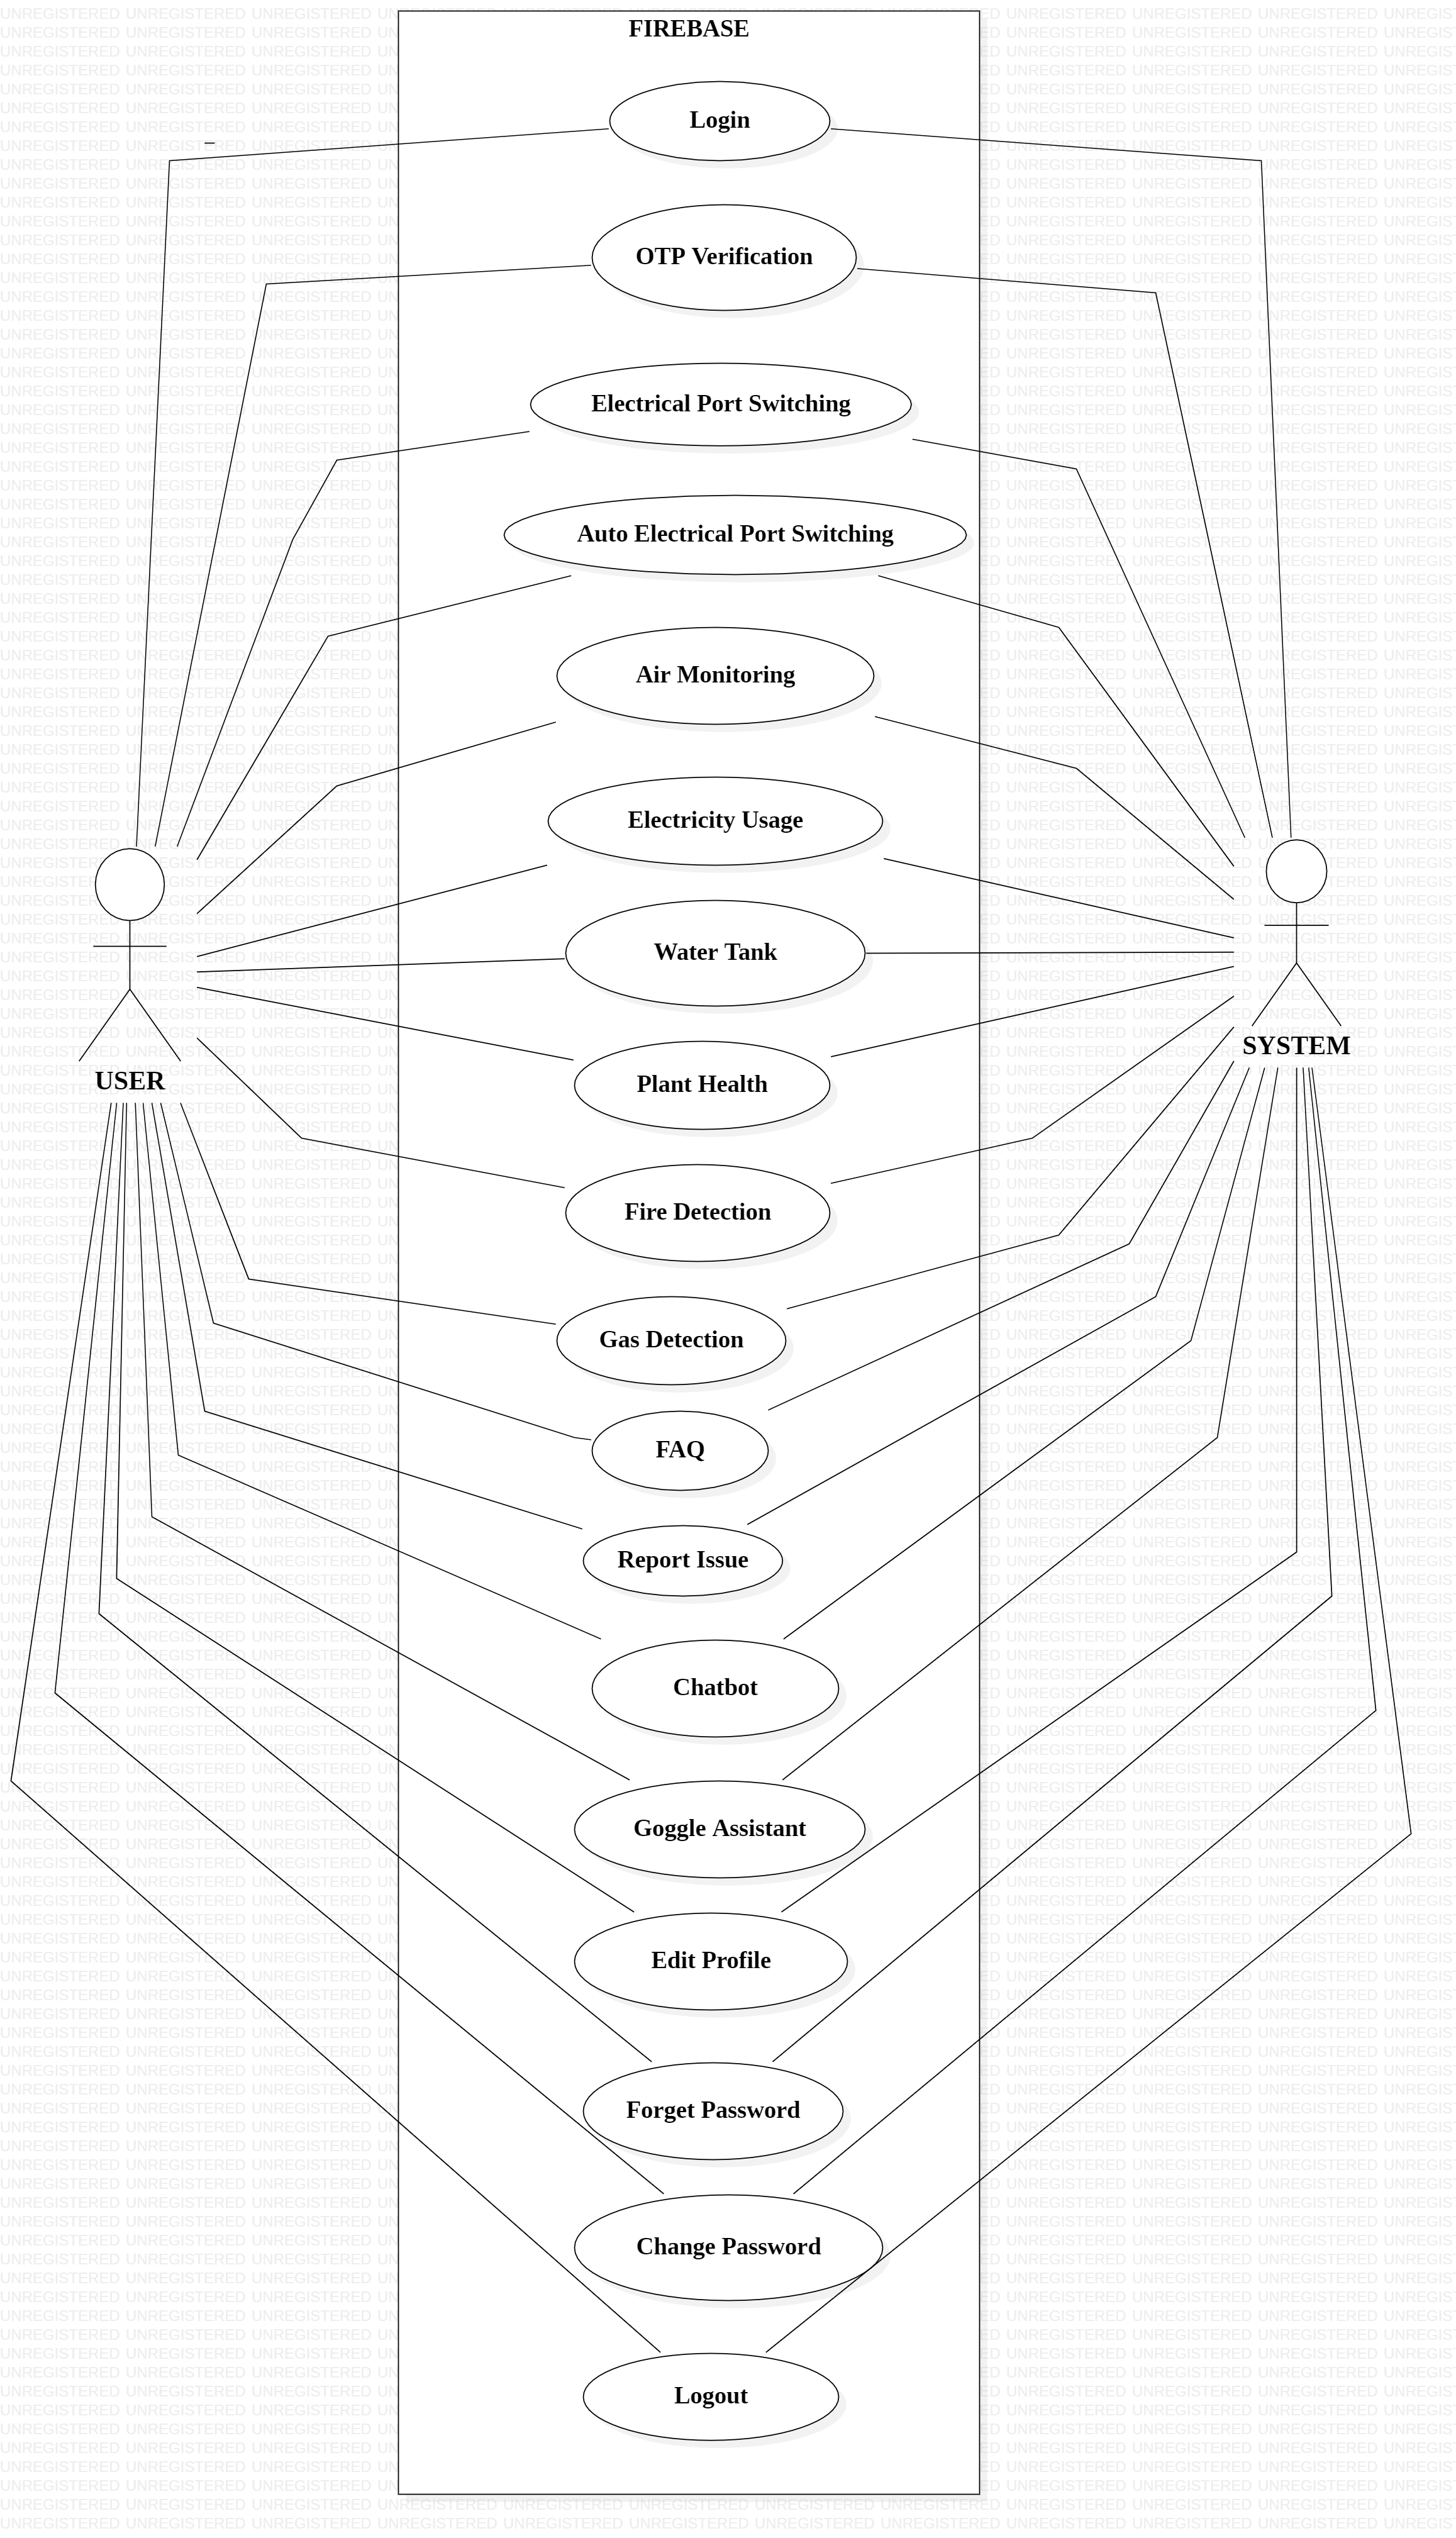 FIREBASE
Login
OTP Verification
Electrical Port Switching
Auto Electrical Port Switching
Air Monitoring
Electricity Usage
Water Tank
Plant Health
SYSTEM
USER
Fire Detection
Gas Detection
FAQ
Report Issue
Chatbot
Goggle Assistant
Edit Profile
Forget Password
Change Password
Logout
UNREGISTERED